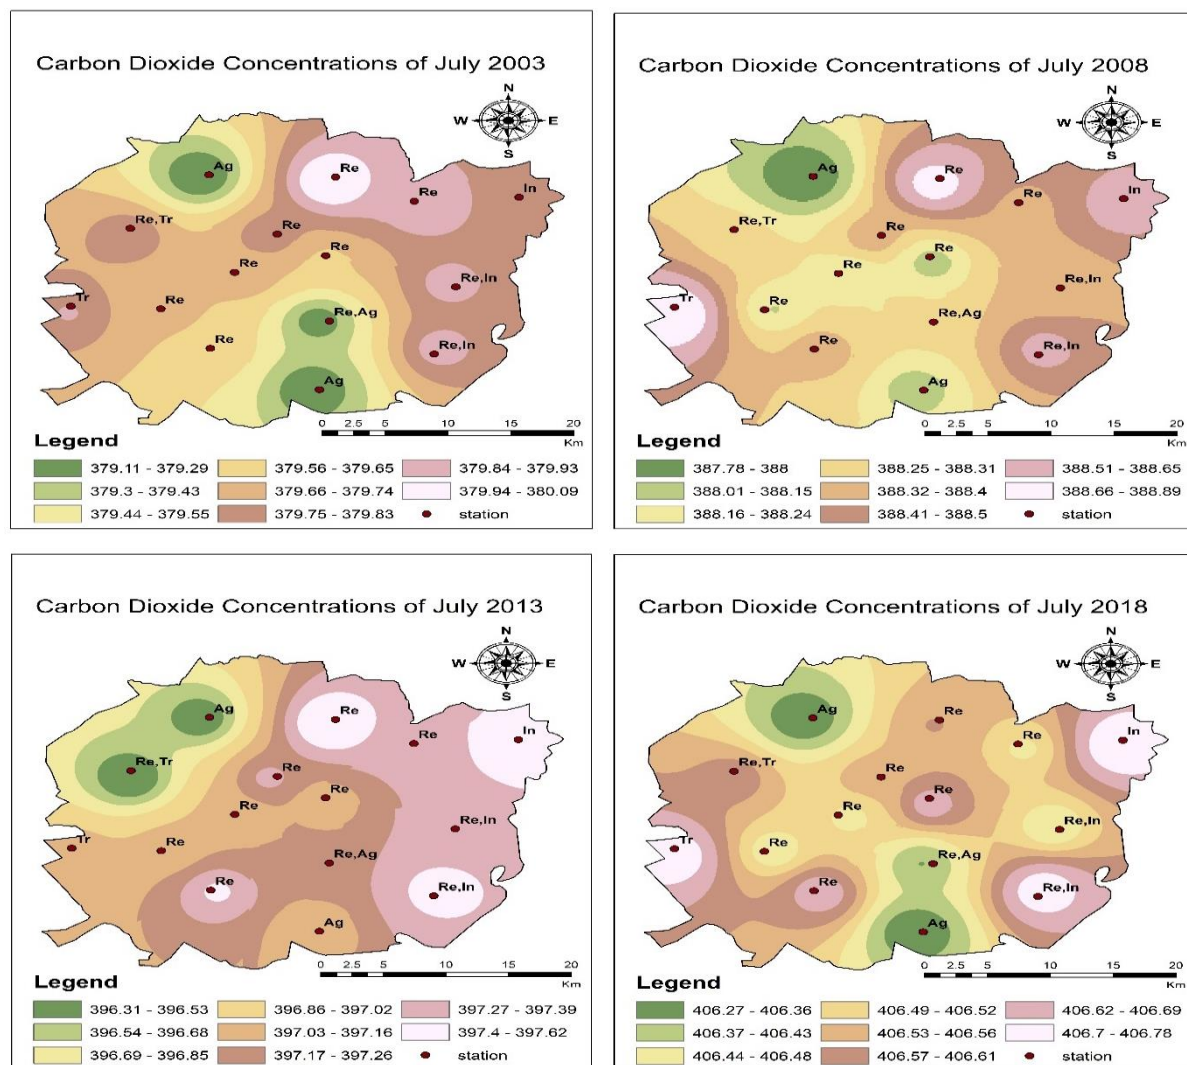 Carbon Dioxide Concentrations of July 2003
N
W E
S
Ag
Re
Re
In
Re,Tr
Re
Re
Re
Re,In
Tr
Re
Re,Ag
Re
Re,In
Ag
0 2.5 5 10 15 20
Km
Legend
379.11 - 379.29 379.56 - 379.65 379.84 - 379.93
379.3 - 379.43 379.66 - 379.74 379.94 - 380.09
379.44 - 379.55 379.75 - 379.83 station
Carbon Dioxide Concentrations of July 2008
N
W E
S
Ag
Re
Re
In
Re,Tr
Re
Re
Re
Re,In
Tr
Re
Re,Ag
Re
Re,In
Ag
0 2.5 5 10 15 20
Km
Legend
387.78 - 388 388.25 - 388.31 388.51 - 388.65
388.01 - 388.15 388.32 - 388.4 388.66 - 388.89
388.16 - 388.24 388.41 - 388.5 station
Carbon Dioxide Concentrations of July 2013
N
W E
S
Ag
Re
Re
In
Re,Tr
Re
Re
Re
Re,In
Tr
Re
Re,Ag
Re
Re,In
Ag
0 2.5 5 10 15 20
Km
Legend
396.31 - 396.53 396.86 - 397.02 397.27 - 397.39
396.54 - 396.68 397.03 - 397.16 397.4 - 397.62
396.69 - 396.85 397.17 - 397.26 station
Carbon Dioxide Concentrations of July 2018
N
W E
S
Ag
Re
Re
In
Re,Tr
Re
Re
Re
Re,In
Tr
Re
Re,Ag
Re
Re,In
Ag
0 2.5 5 10 15 20
Km
Legend
406.27 - 406.36 406.49 - 406.52 406.62 - 406.69
406.37 - 406.43 406.53 - 406.56 406.7 - 406.78
406.44 - 406.48 406.57 - 406.61 station